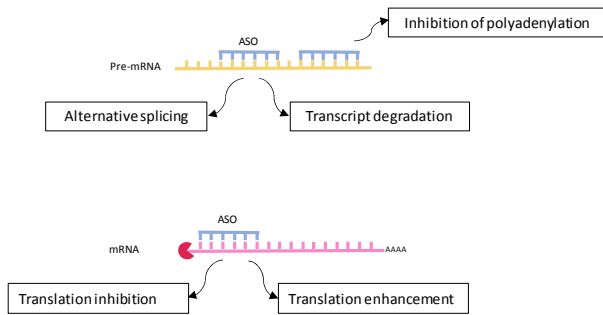 Inhibition of polyadenylation
ASO
Pre-mRNA
Alternative splicing
Transcript degradation
ASO
mRNA
AAAA
Translation inhibition
Translation enhancement